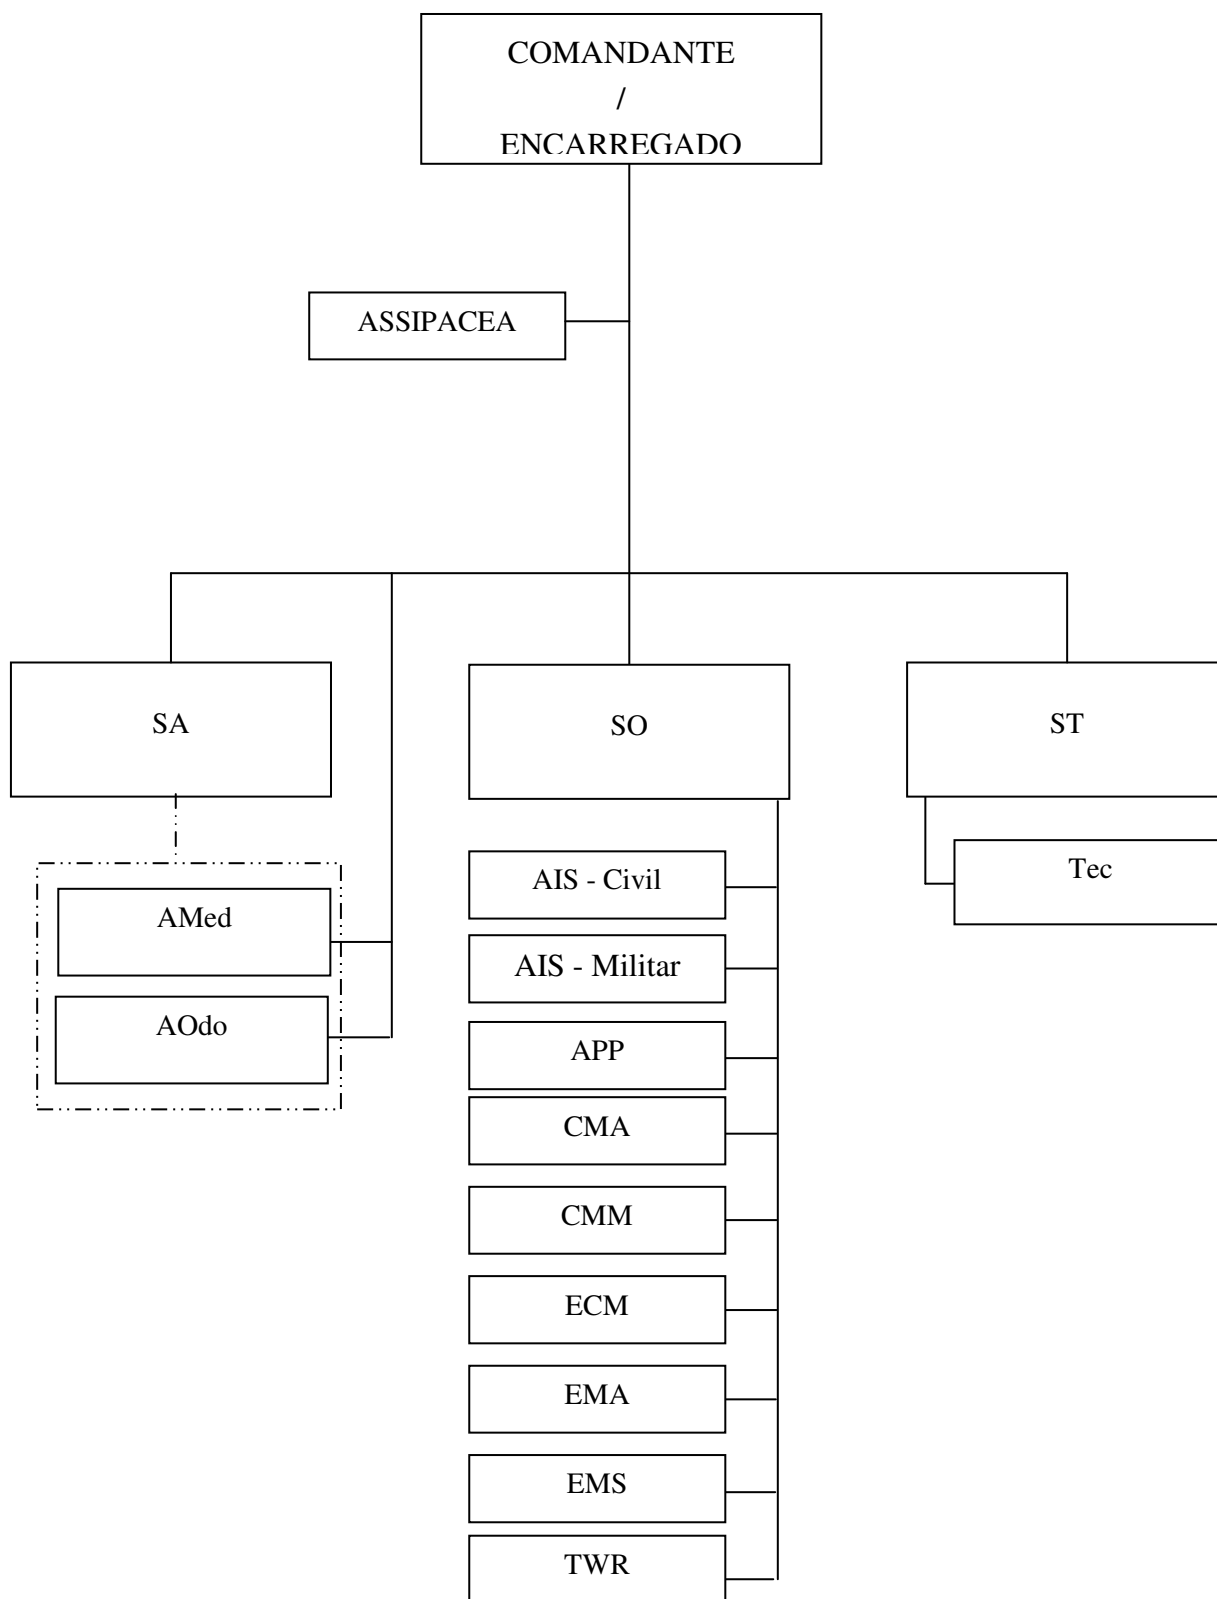 COMANDANTE
/
ENCARREGADO
ASSIPACEA
SA
SO
ST
AMed
AOdo
AIS - Civil
AIS - Militar
APP
CMA
CMM
ECM
EMA
EMS
TWR
Tec